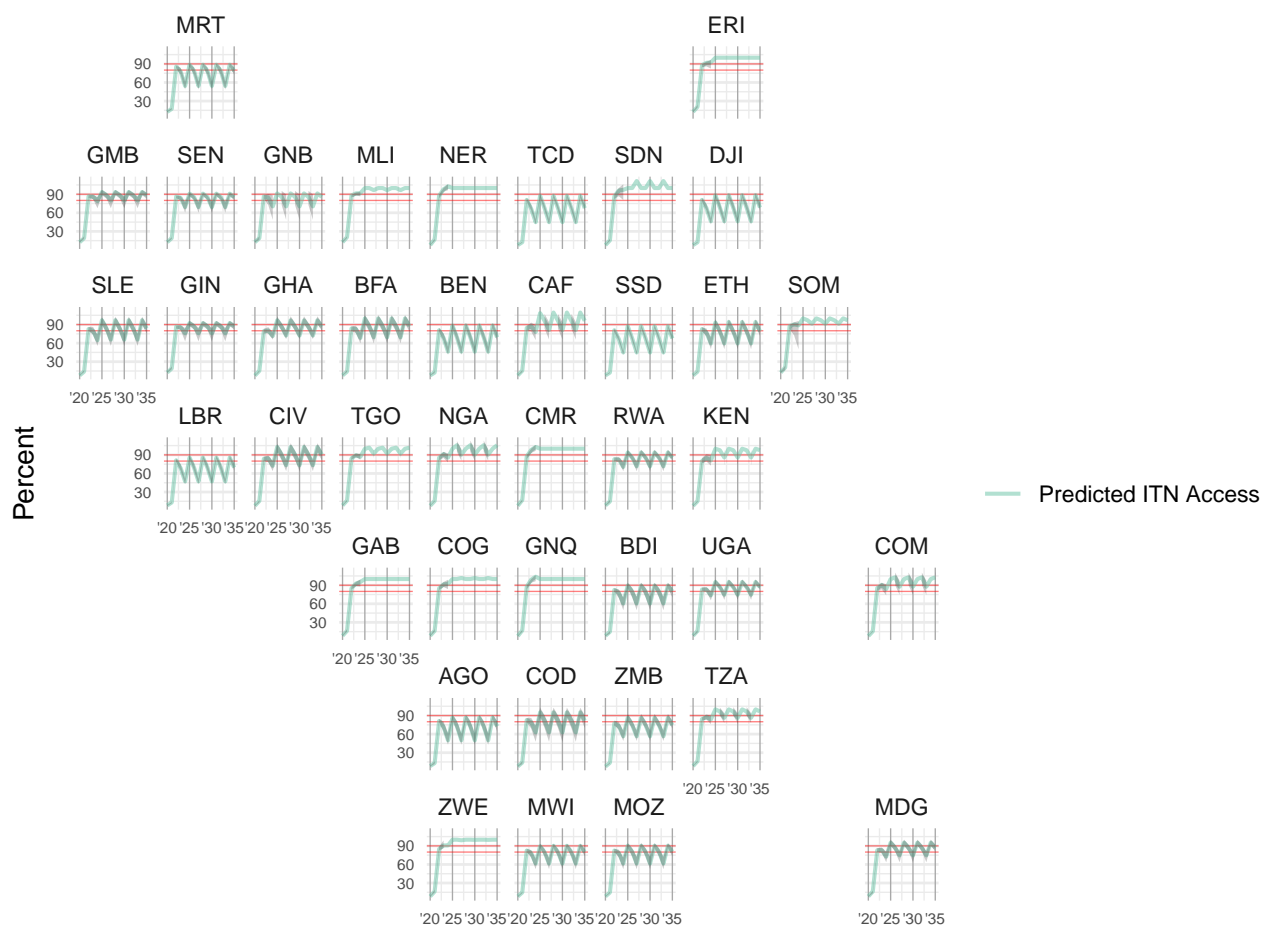 MRT ERI
90
60
30
GMB SEN GNB MLI NER TCD SDN DJI
90
60
30
SLE GIN GHA BFA BEN CAF SSD ETH SOM
90
60
30
'20 '25 '30 '35 '20 '25 '30 '35
LBR CIV TGO NGA CMR RWA KEN
90
60
30
'20 '25 '30 '35 '20 '25 '30 '35
Percent
Predicted ITN Access
GAB COG GNQ BDI UGA COM
90
60
30
'20 '25 '30 '35
AGO COD ZMB TZA
90
60
30
'20 '25 '30 '35
ZWE MWI MOZ MDG
90
60
30
'20 '25 '30 '35 '20 '25 '30 '35 '20 '25 '30 '35 '20 '25 '30 '35